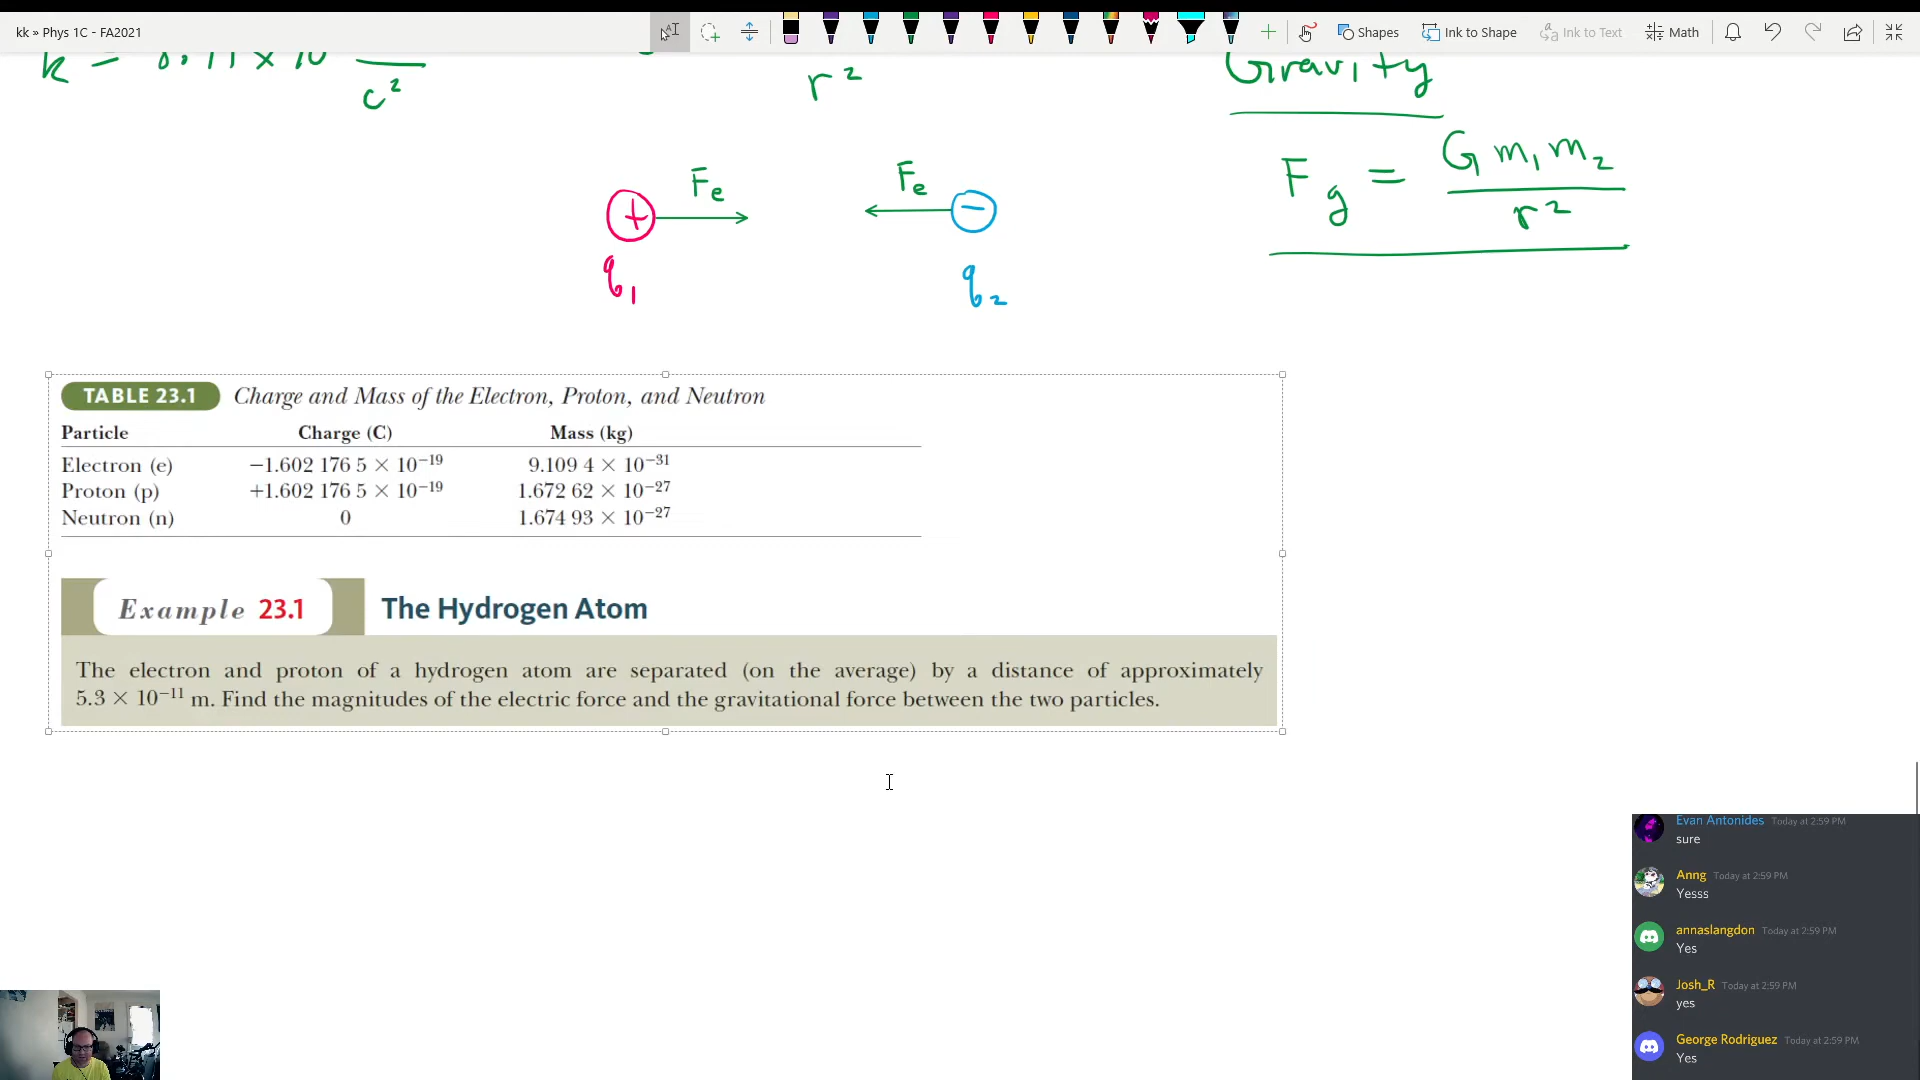 kk » Phys 1C - FA2021
Shapes
Ink to Shape
Ink to Text
Math
k =
c²
r²
Gravity
F_g = G m₁ m₂ / r²
Fe
Fe
+
−
q₁
q₂
TABLE 23.1 Charge and Mass of the Electron, Proton, and Neutron
Particle Charge (C) Mass (kg)
Electron (e) −1.602 176 5 × 10⁻¹⁹ 9.109 4 × 10⁻³¹
Proton (p) +1.602 176 5 × 10⁻¹⁹ 1.672 62 × 10⁻²⁷
Neutron (n) 0 1.674 93 × 10⁻²⁷
Example 23.1 The Hydrogen Atom
The electron and proton of a hydrogen atom are separated (on the average) by a distance of approximately
5.3 × 10⁻¹¹ m. Find the magnitudes of the electric force and the gravitational force between the two particles.
Evan Antonides Today at 2:59 PM
sure
Anng Today at 2:59 PM
Yesss
annaslangdon Today at 2:59 PM
Yes
Josh_R Today at 2:59 PM
yes
George Rodriguez Today at 2:59 PM
Yes